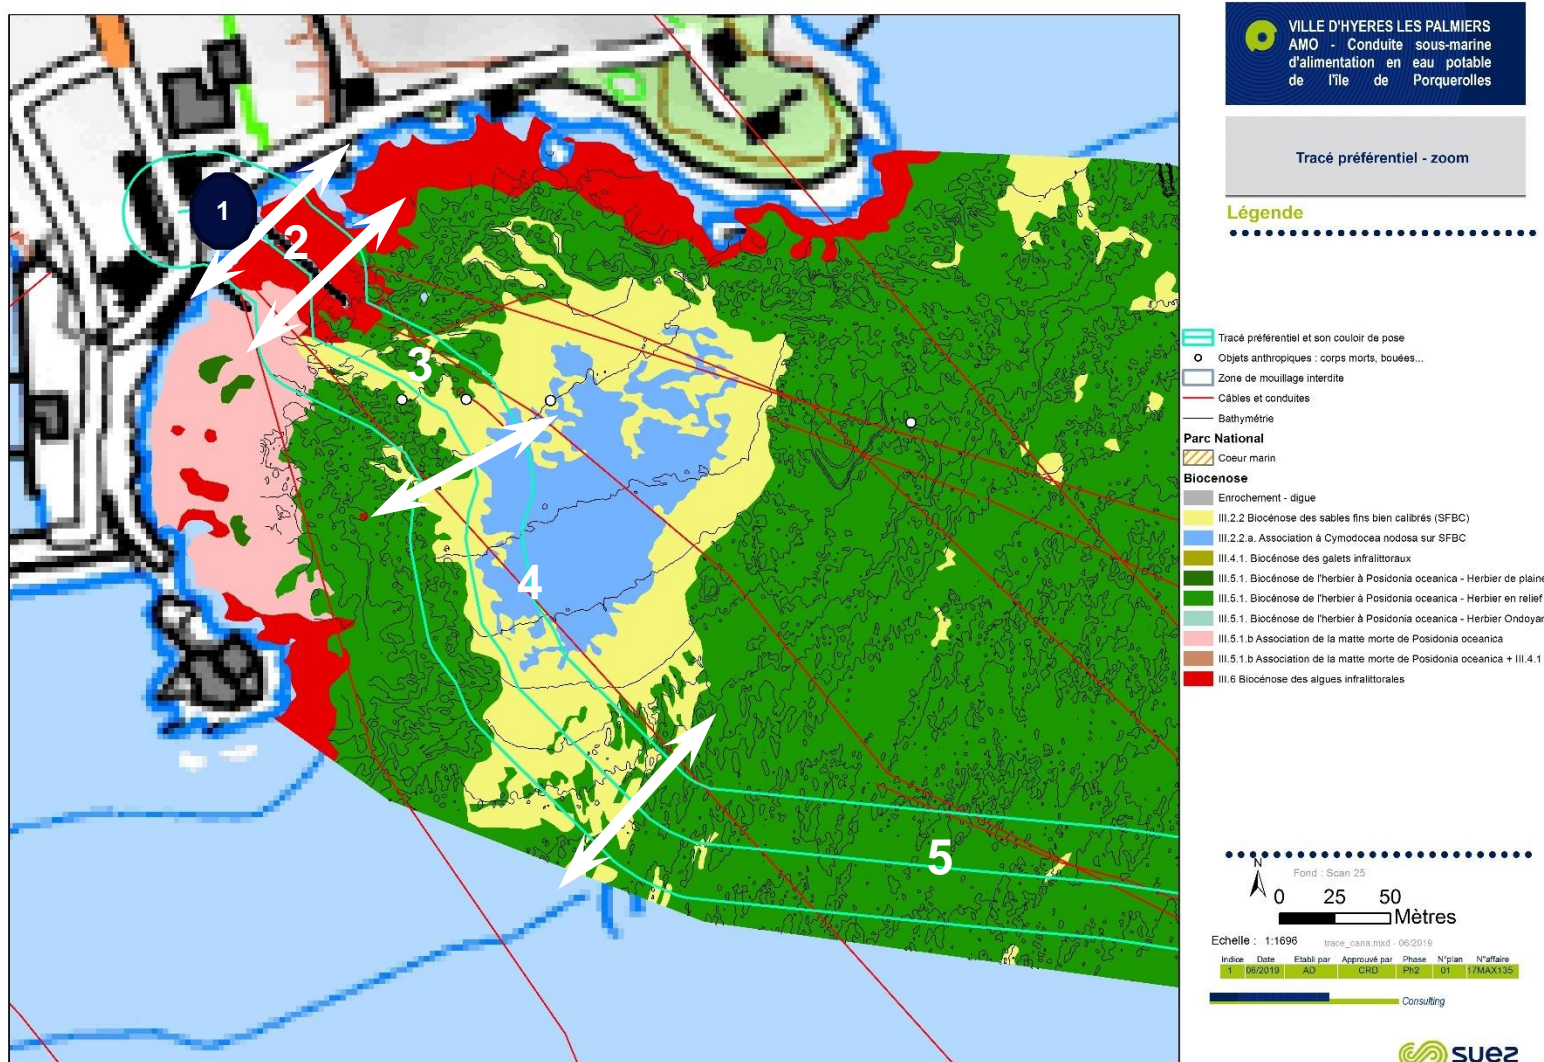 VILLE D'HYERES LES PALMIERS
AMO - Conduite sous-marine
d'alimentation en eau potable
de l'île de Porquerolles
Tracé préférentiel - zoom
Légende
Tracé préférentiel et son couloir de pose
Objets anthropiques : corps morts, bouées...
Zone de mouillage interdite
Câbles et conduites
Bathymétrie
Parc National
Coeur marin
Biocenose
Enrochement - digue
III.2.2 Biocénose des sables fins bien calibrés (SFBC)
III.2.2.a. Association à Cymodocea nodosa sur SFBC
III.4.1. Biocénose des galets infralittoraux
III.5.1. Biocénose de l'herbier à Posidonia oceanica - Herbier de plaine
III.5.1. Biocénose de l'herbier à Posidonia oceanica - Herbier en relief
III.5.1. Biocénose de l'herbier à Posidonia oceanica - Herbier Ondoyan
III.5.1.b Association de la matte morte de Posidonia oceanica
III.5.1.b Association de la matte morte de Posidonia oceanica + III.4.1
III.6 Biocénose des algues infralittorales
1
2
3
4
5
N
Fond : Scan 25
0 25 50
Mètres
Echelle : 1:1696 trace_cana.mxd - 06/2019
Indice Date Etabli par Approuvé par Phase N°plan N°affaire
1 06/2019 AD CRD Ph2 01 17MAX135
Consulting
suez